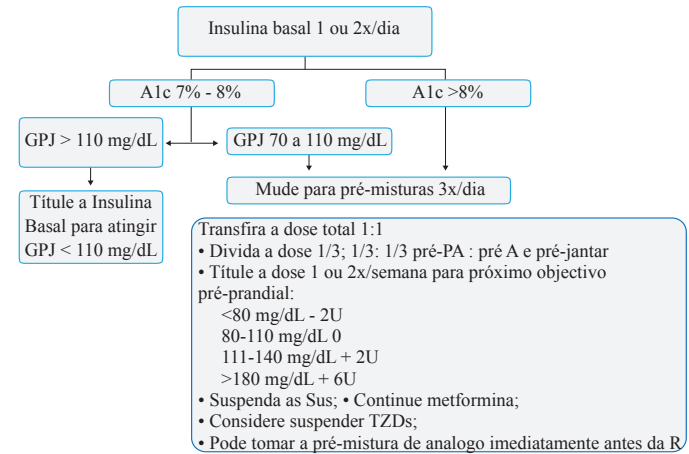 Insulina basal 1 ou 2x/dia
A1c 7% - 8%
A1c >8%
GPJ > 110 mg/dL
GPJ 70 a 110 mg/dL
Mude para pré-misturas 3x/dia
Títule a Insulina
Basal para atingir
GPJ < 110 mg/dL
Transfira a dose total 1:1
• Divida a dose 1/3; 1/3: 1/3 pré-PA : pré A e pré-jantar
• Títule a dose 1 ou 2x/semana para próximo objectivo
pré-prandial:
<80 mg/dL - 2U
80-110 mg/dL 0
111-140 mg/dL + 2U
>180 mg/dL + 6U
• Suspenda as Sus; • Continue metformina;
• Considere suspender TZDs;
• Pode tomar a pré-mistura de analogo imediatamente antes da R